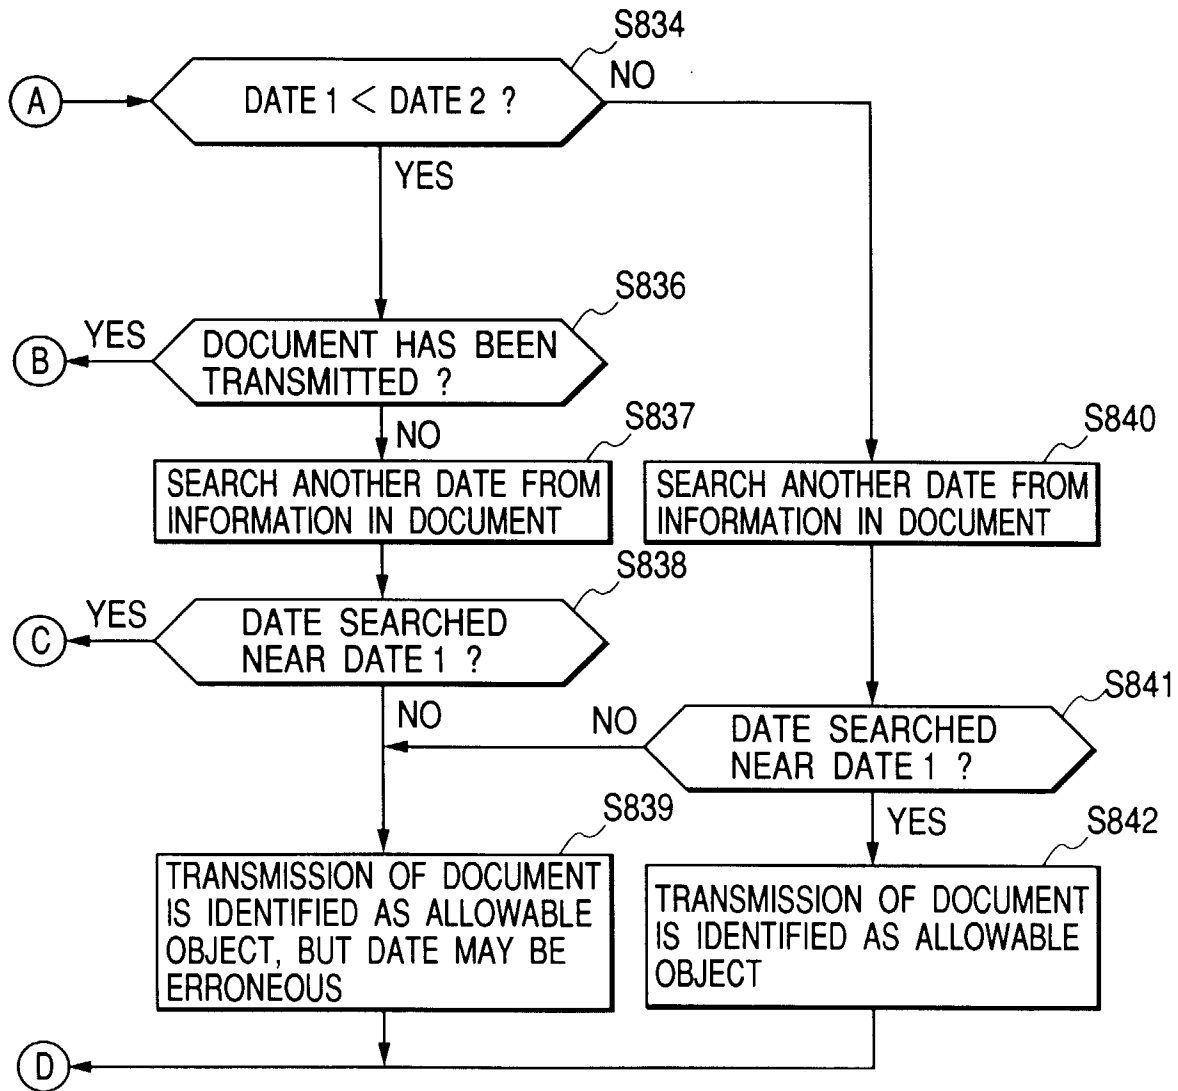 S834
A
DATE 1 < DATE 2 ?
NO
YES
S836
B
YES
DOCUMENT HAS BEEN
TRANSMITTED ?
NO
S837
SEARCH ANOTHER DATE FROM
INFORMATION IN DOCUMENT
S840
SEARCH ANOTHER DATE FROM
INFORMATION IN DOCUMENT
S838
C
YES
DATE SEARCHED
NEAR DATE 1 ?
NO
S841
NO
DATE SEARCHED
NEAR DATE 1 ?
YES
S839
TRANSMISSION OF DOCUMENT
IS IDENTIFIED AS ALLOWABLE
OBJECT, BUT DATE MAY BE
ERRONEOUS
S842
TRANSMISSION OF DOCUMENT
IS IDENTIFIED AS ALLOWABLE
OBJECT
D